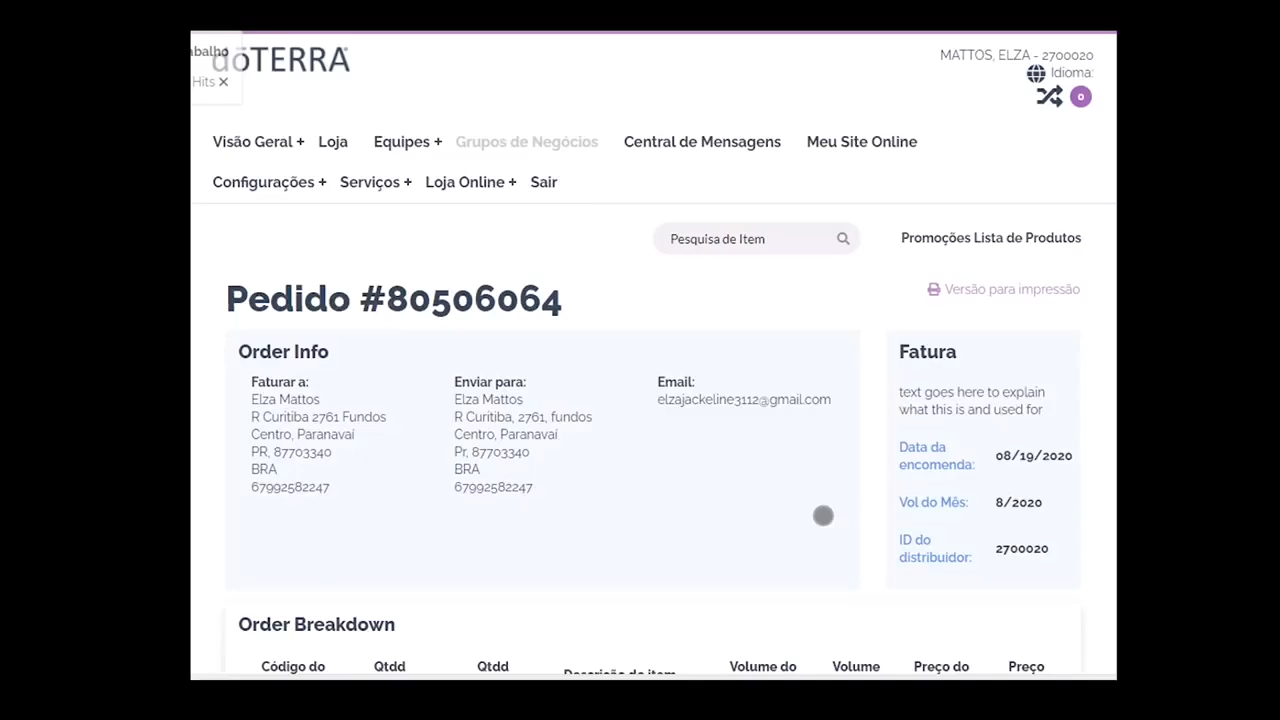 abalho
dōTERRA
Hits ✕
MATTOS, ELZA - 2700020
Idioma:
0
Visão Geral + Loja Equipes + Grupos de Negócios Central de Mensagens Meu Site Online
Configurações + Serviços + Loja Online + Sair
Pesquisa de Item
Promoções Lista de Produtos
Pedido #80506064
Versão para impressão
Order Info
Faturar a:
Elza Mattos
R Curitiba 2761 Fundos
Centro, Paranavaí
PR, 87703340
BRA
67992582247
Enviar para:
Elza Mattos
R Curitiba, 2761, fundos
Centro, Paranavaí
Pr, 87703340
BRA
67992582247
Email:
elzajackeline3112@gmail.com
Fatura
text goes here to explain
what this is and used for
Data da
encomenda:
08/19/2020
Vol do Mês: 8/2020
ID do
distribuidor:
2700020
Order Breakdown
Código do Qtdd Qtdd Descrição do item Volume do Volume Preço do Preço